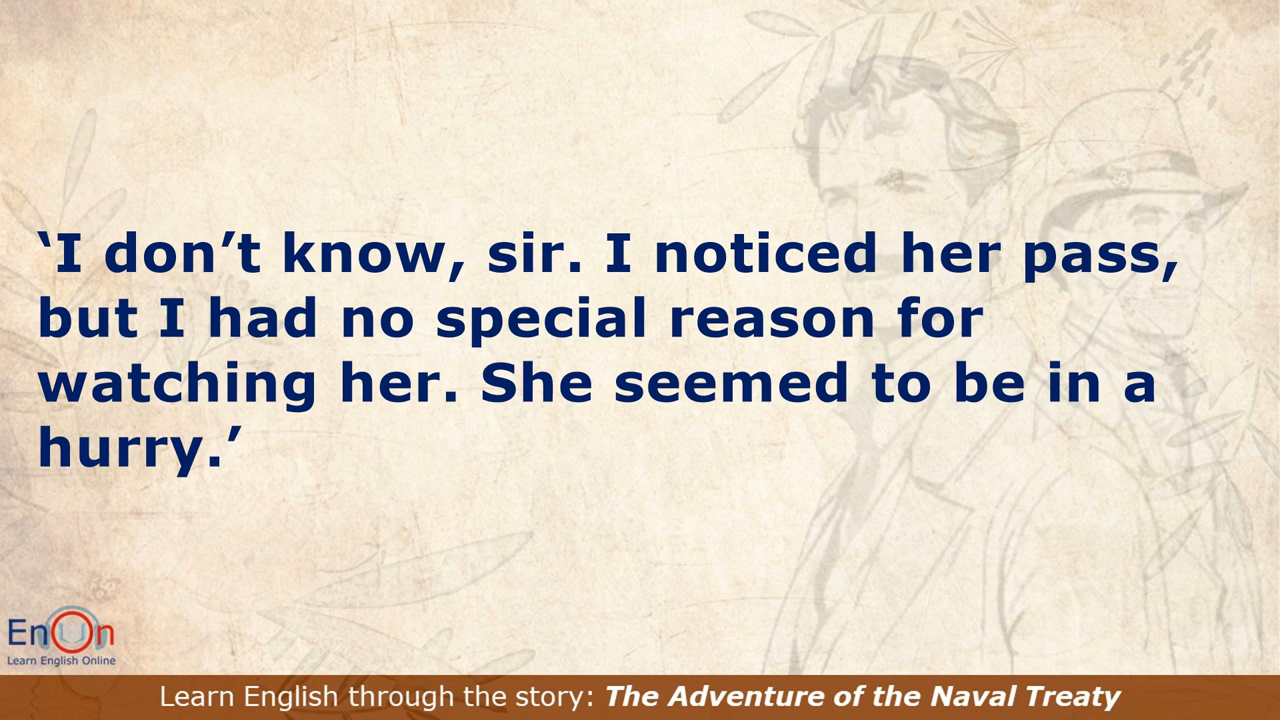 ‘I don’t know, sir. I noticed her pass,
but I had no special reason for
watching her. She seemed to be in a
hurry.’
EnOn
Learn English Online
Learn English through the story: The Adventure of the Naval Treaty